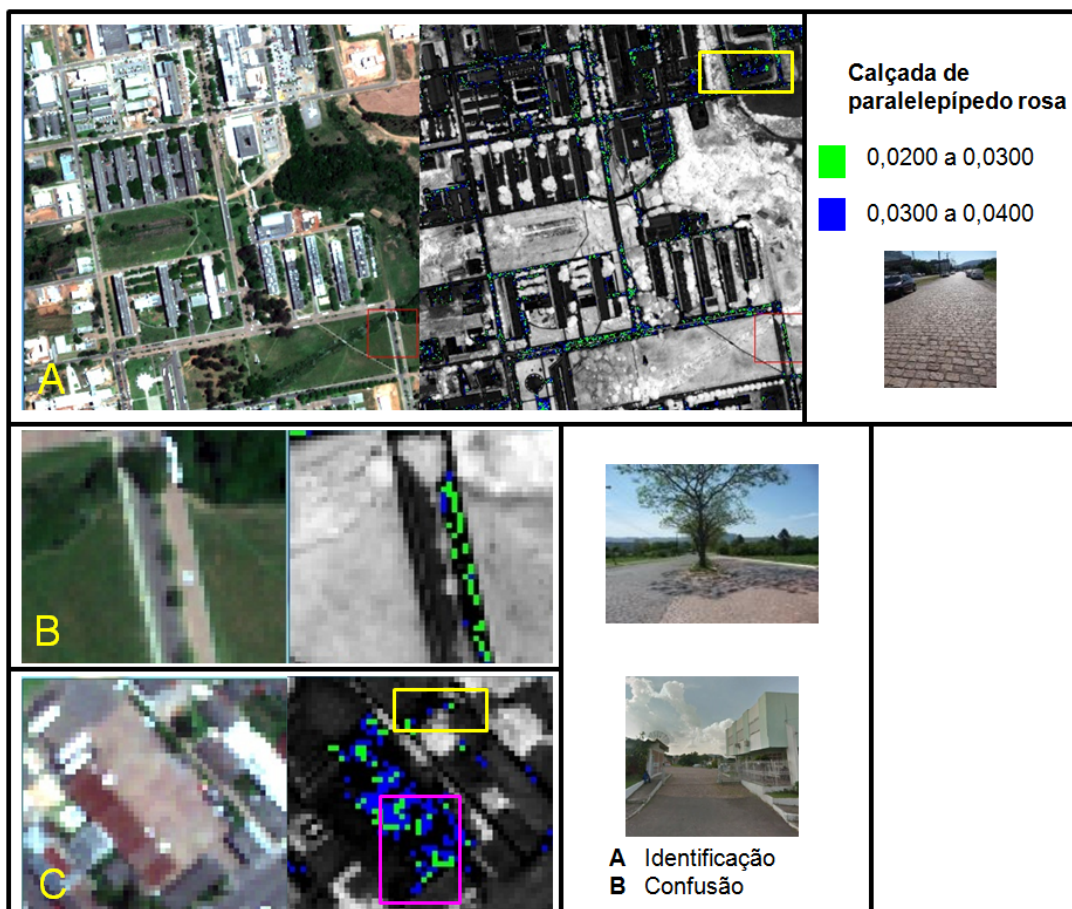 Calçada de
paralelepípedo rosa
0,0200 a 0,0300
0,0300 a 0,0400
A
B
C
A Identificação
B Confusão